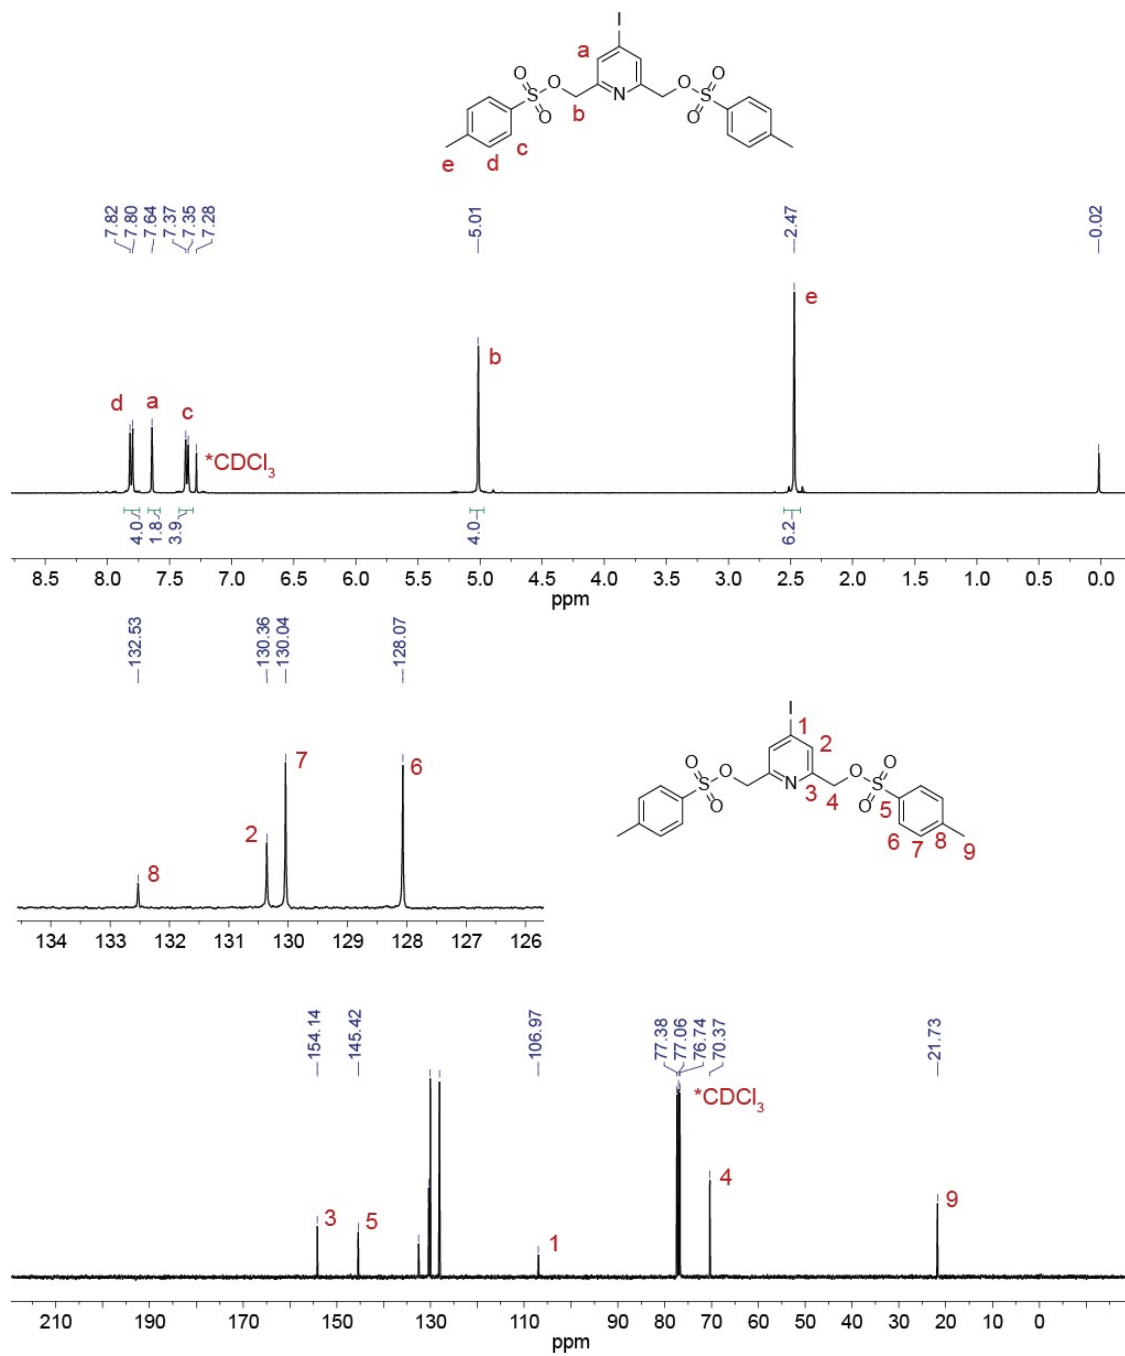 I
a
O
O
S
O
O
N
O
O
S
O
b
c
d
e
7.82
7.80
7.64
7.37
7.35
7.28
5.01
2.47
0.02
e
b
d
a
c
*CDCl3
4.0
1.8
3.9
4.0
6.2
8.5 8.0 7.5 7.0 6.5 6.0 5.5 5.0 4.5 4.0 3.5 3.0 2.5 2.0 1.5 1.0 0.5 0.0
ppm
132.53
130.36
130.04
128.07
8
2
7
6
134 133 132 131 130 129 128 127 126
I
1
2
O
O
S
O
N
3
4
O
O
S
O
5
6
7
8
9
154.14
145.42
106.97
77.38
77.06
76.74
70.37
21.73
*CDCl3
3
5
1
4
9
210 190 170 150 130 110 90 80 70 60 50 40 30 20 10 0
ppm